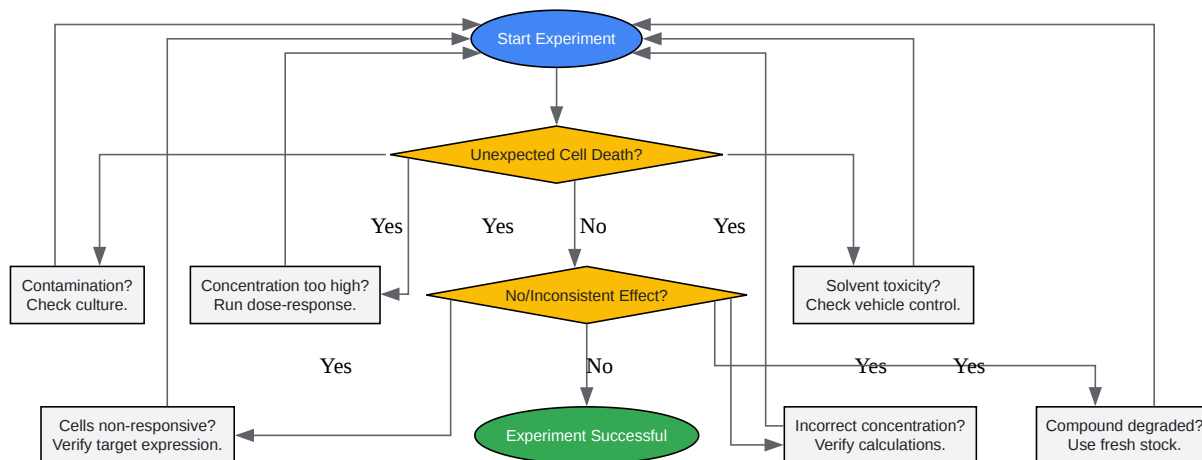 Start Experiment
Unexpected Cell Death?
Yes
Yes
No
Yes
Contamination?
Check culture.
Concentration too high?
Run dose-response.
No/Inconsistent Effect?
Solvent toxicity?
Check vehicle control.
Yes
No
Yes
Yes
Cells non-responsive?
Verify target expression.
Experiment Successful
Incorrect concentration?
Verify calculations.
Compound degraded?
Use fresh stock.